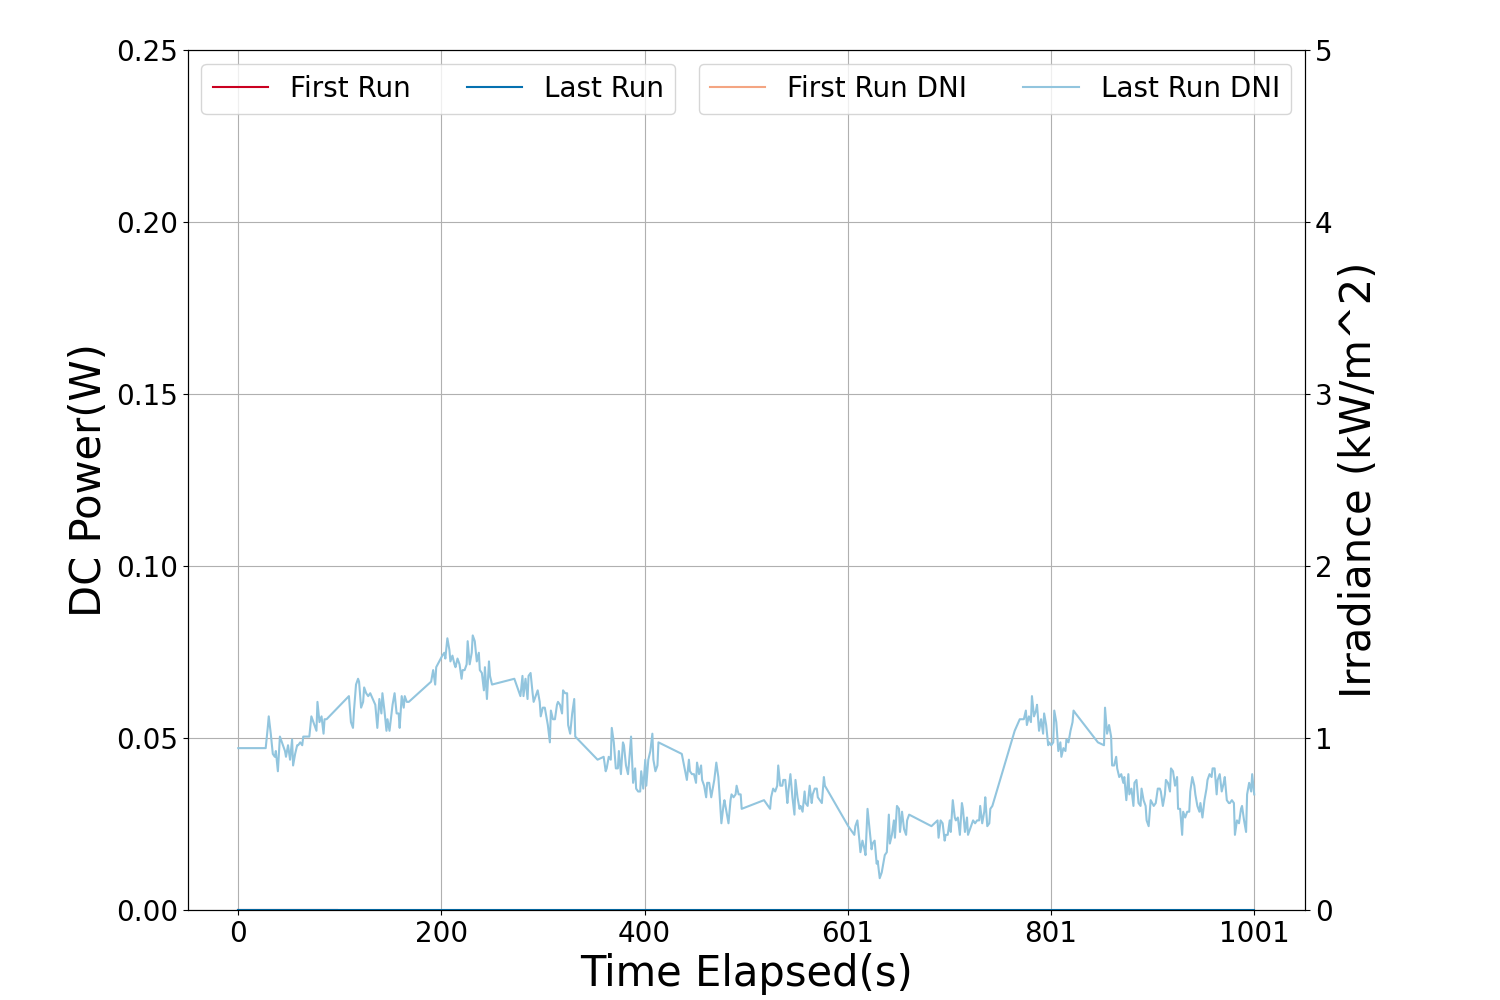 First Run
Last Run
First Run DNI
Last Run DNI
DC Power(W)
0.25
0.20
0.15
0.10
0.05
0.00
5
4
3
2
1
0
Irradiance (kW/m^2)
0
200
400
601
801
1001
Time Elapsed(s)